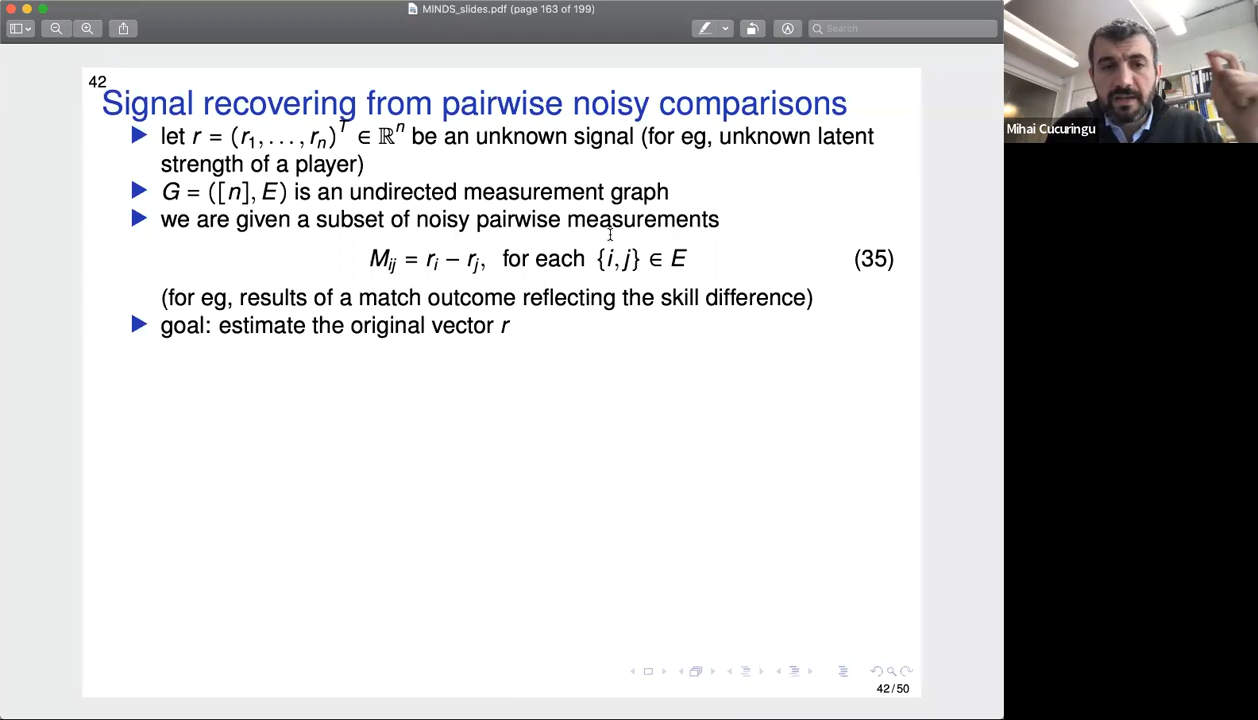 MINDS_slides.pdf (page 163 of 199)
Search
Mihai Cucuringu
42
Signal recovering from pairwise noisy comparisons
let r = (r₁, . . . , rₙ)ᵀ ∈ ℝⁿ be an unknown signal (for eg, unknown latent
strength of a player)
G = ([n], E) is an undirected measurement graph
we are given a subset of noisy pairwise measurements
Mᵢⱼ = rᵢ − rⱼ, for each {i, j} ∈ E (35)
(for eg, results of a match outcome reflecting the skill difference)
goal: estimate the original vector r
42/50